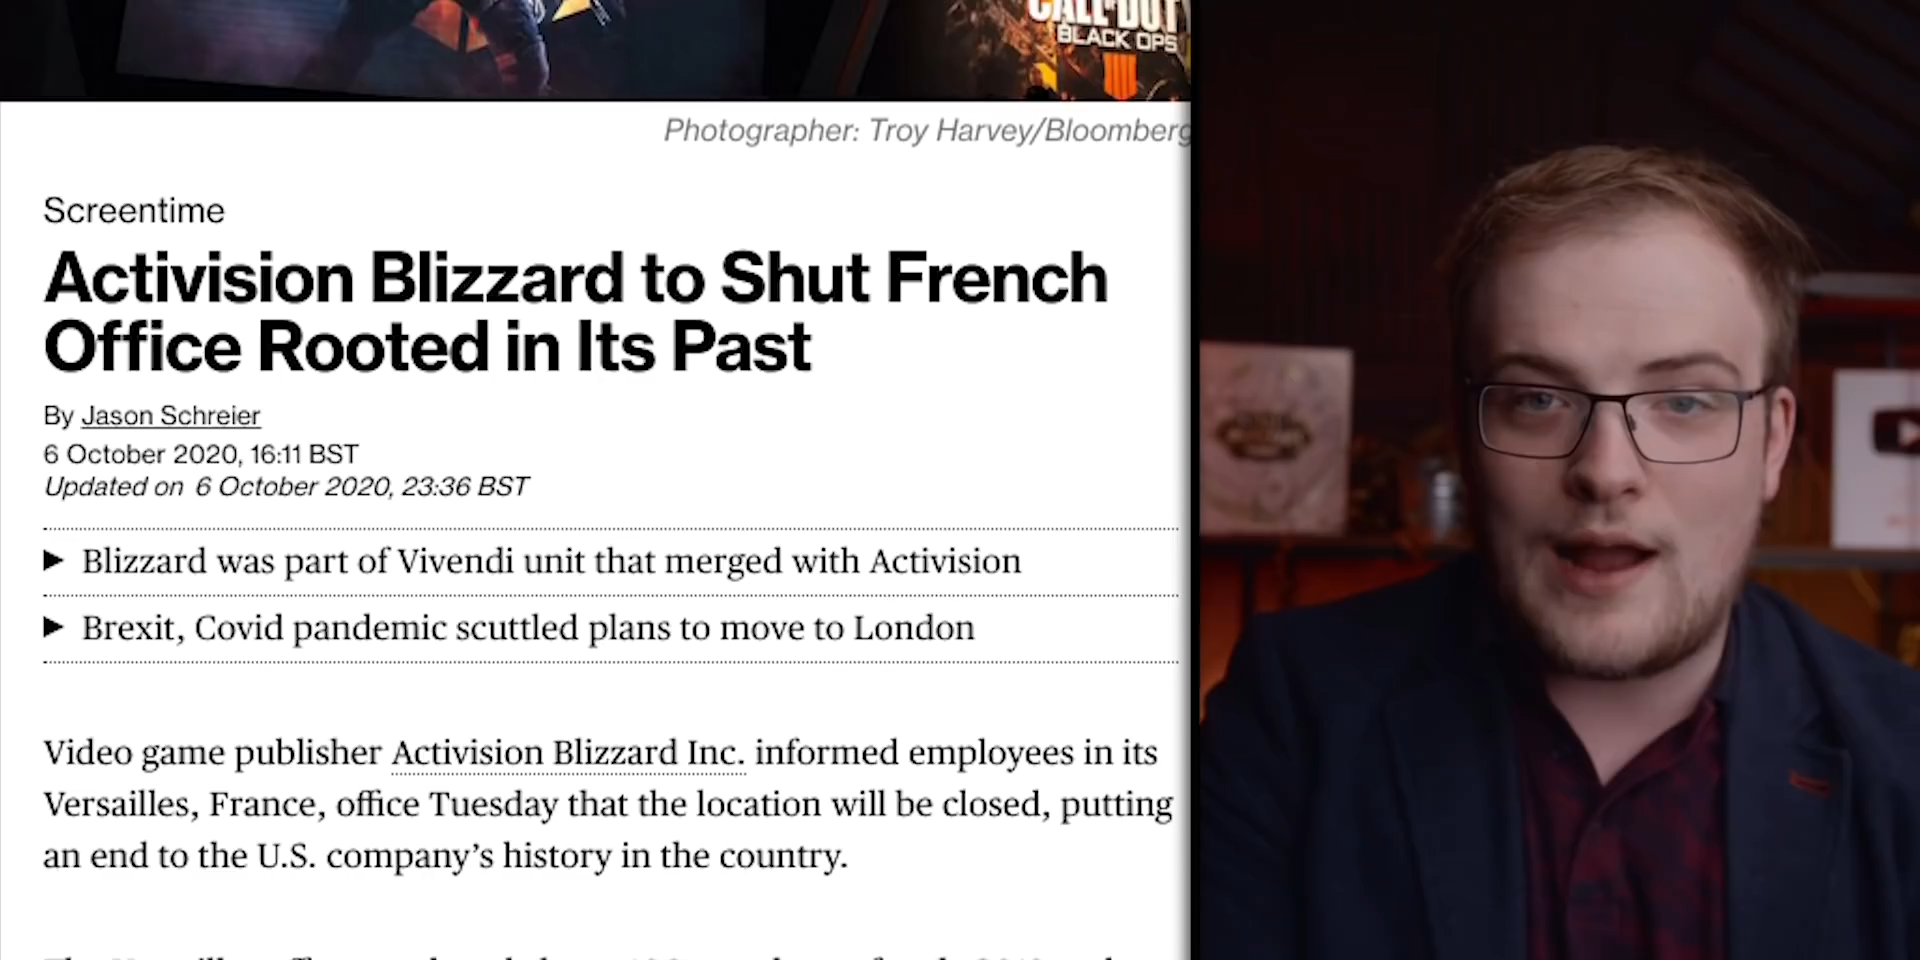 CALL OF DUTY
BLACK OPS
Photographer: Troy Harvey/Bloomberg
Screentime
Activision Blizzard to Shut French
Office Rooted in Its Past
By Jason Schreier
6 October 2020, 16:11 BST
Updated on 6 October 2020, 23:36 BST
Blizzard was part of Vivendi unit that merged with Activision
Brexit, Covid pandemic scuttled plans to move to London
Video game publisher Activision Blizzard Inc. informed employees in its
Versailles, France, office Tuesday that the location will be closed, putting
an end to the U.S. company's history in the country.